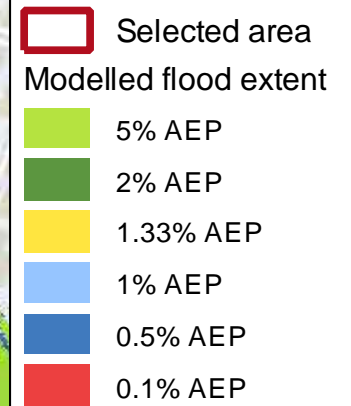 Selected area
Modelled flood extent
5% AEP
2% AEP
1.33% AEP
1% AEP
0.5% AEP
0.1% AEP